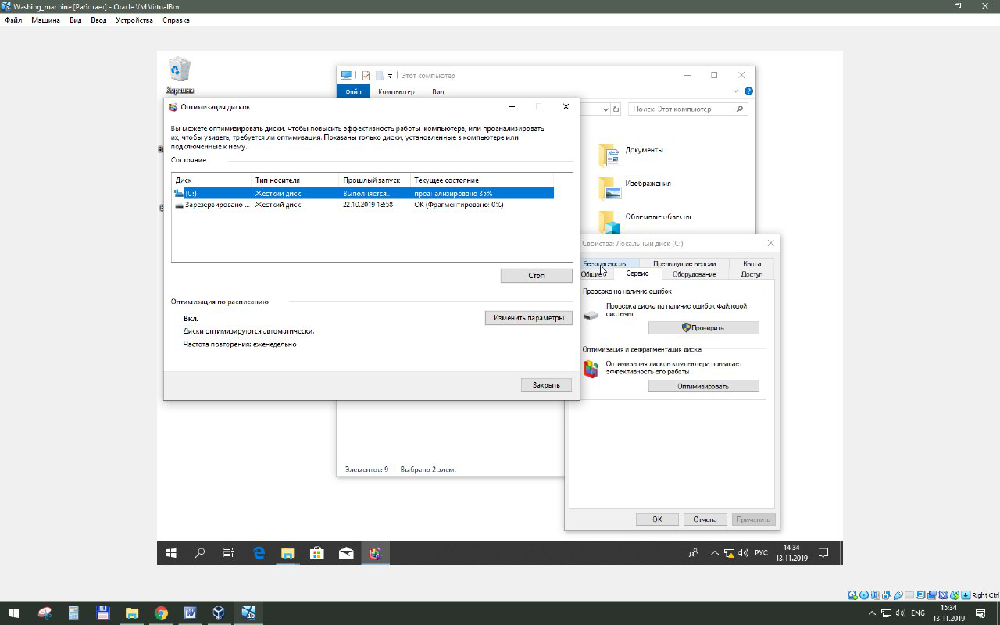 Washing_machine [Работает] - Oracle VM VirtualBox
Файл Машина Вид Ввод Устройства Справка
Корзина
Этот компьютер
Файл Компьютер Вид
Поиск: Этот компьютер
Документы
Изображения
Объемные объекты
Элементов: 9 Выбрано 2 элем.
Оптимизация дисков
Вы можете оптимизировать диски, чтобы повысить эффективность работы компьютера, или проанализировать
их, чтобы увидеть, требуется ли оптимизация. Показаны только диски, установленные в компьютере или
подключенные к нему.
Состояние
Диск Тип носителя Прошлый запуск Текущее состояние
(C:) Жесткий диск Выполняется... проанализировано 35%
Зарезервировано ... Жесткий диск 22.10.2019 18:58 ОК (Фрагментировано: 0%)
Стоп
Оптимизация по расписанию
Вкл.
Изменить параметры
Диски оптимизируются автоматически.
Частота повторения: еженедельно
Закрыть
Свойства: Локальный диск (C:)
Безопасность Предыдущие версии Квота
Общие Сервис Оборудование Доступ
Проверка на наличие ошибок
Проверка диска на наличие ошибок файловой
системы.
Проверить
Оптимизация и дефрагментация диска
Оптимизация дисков компьютера повышает
эффективность его работы.
Оптимизировать
ОК Отмена Применить
РУС
14:34
13.11.2019
Right Ctrl
ENG
15:34
13.11.2019